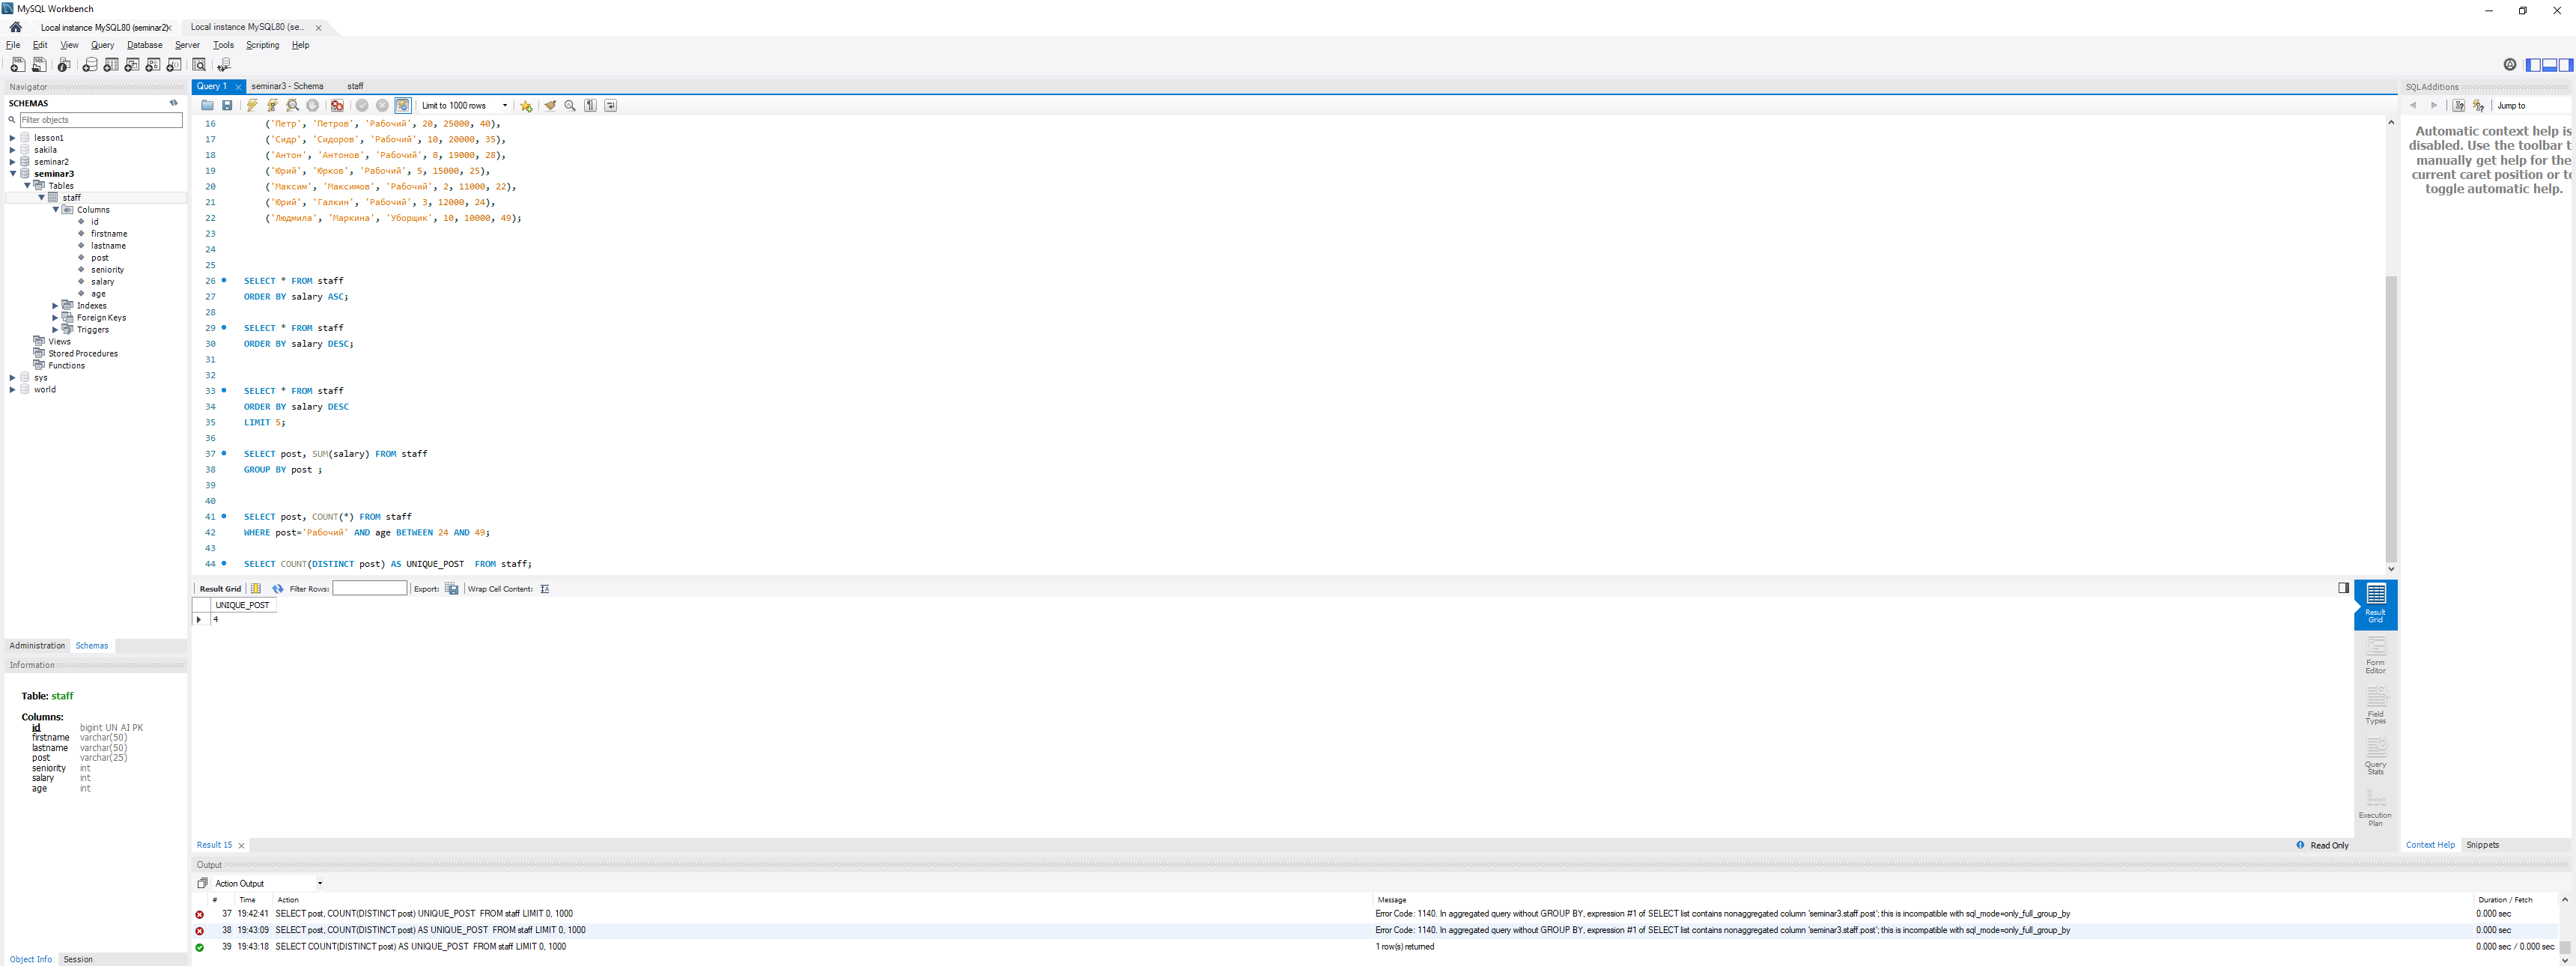 MySQL Workbench
Local instance MySQL80 (seminar2)
Local instance MySQL80 (se...
File Edit View Query Database Server Tools Scripting Help
Navigator
SCHEMAS
Filter objects
lesson1
sakila
seminar2
seminar3
Tables
staff
Columns
id
firstname
lastname
post
seniority
salary
age
Indexes
Foreign Keys
Triggers
Views
Stored Procedures
Functions
sys
world
Administration Schemas
Information
Table: staff
Columns:
id bigint UN AI PK
firstname varchar(50)
lastname varchar(50)
post varchar(25)
seniority int
salary int
age int
Object Info Session
Query 1 seminar3 - Schema staff
Limit to 1000 rows
16 ('Петр', 'Петров', 'Рабочий', 20, 25000, 40),
17 ('Сидр', 'Сидоров', 'Рабочий', 10, 20000, 35),
18 ('Антон', 'Антонов', 'Рабочий', 8, 19000, 28),
19 ('Юрий', 'Юрков', 'Рабочий', 5, 15000, 25),
20 ('Максим', 'Максимов', 'Рабочий', 2, 11000, 22),
21 ('Юрий', 'Галкин', 'Рабочий', 3, 12000, 24),
22 ('Людмила', 'Маркина', 'Уборщик', 10, 10000, 49);
23
24
25
26 SELECT * FROM staff
27 ORDER BY salary ASC;
28
29 SELECT * FROM staff
30 ORDER BY salary DESC;
31
32
33 SELECT * FROM staff
34 ORDER BY salary DESC
35 LIMIT 5;
36
37 SELECT post, SUM(salary) FROM staff
38 GROUP BY post ;
39
40
41 SELECT post, COUNT(*) FROM staff
42 WHERE post='Рабочий' AND age BETWEEN 24 AND 49;
43
44 SELECT COUNT(DISTINCT post) AS UNIQUE_POST  FROM staff;
Result Grid Filter Rows: Export: Wrap Cell Content:
UNIQUE_POST
4
Result Grid
Form Editor
Field Types
Query Stats
Execution Plan
Result 15 Read Only
Output
Action Output
# Time Action Message Duration / Fetch
37 19:42:41 SELECT post, COUNT(DISTINCT post) UNIQUE_POST  FROM staff LIMIT 0, 1000 Error Code: 1140. In aggregated query without GROUP BY, expression #1 of SELECT list contains nonaggregated column 'seminar3.staff.post'; this is incompatible with sql_mode=only_full_group_by 0.000 sec
38 19:43:09 SELECT post, COUNT(DISTINCT post) AS UNIQUE_POST  FROM staff LIMIT 0, 1000 Error Code: 1140. In aggregated query without GROUP BY, expression #1 of SELECT list contains nonaggregated column 'seminar3.staff.post'; this is incompatible with sql_mode=only_full_group_by 0.000 sec
39 19:43:18 SELECT COUNT(DISTINCT post) AS UNIQUE_POST  FROM staff LIMIT 0, 1000 1 row(s) returned 0.000 sec / 0.000 sec
SQLAdditions
Jump to
Automatic context help is
disabled. Use the toolbar t
manually get help for the
current caret position or to
toggle automatic help.
Context Help Snippets